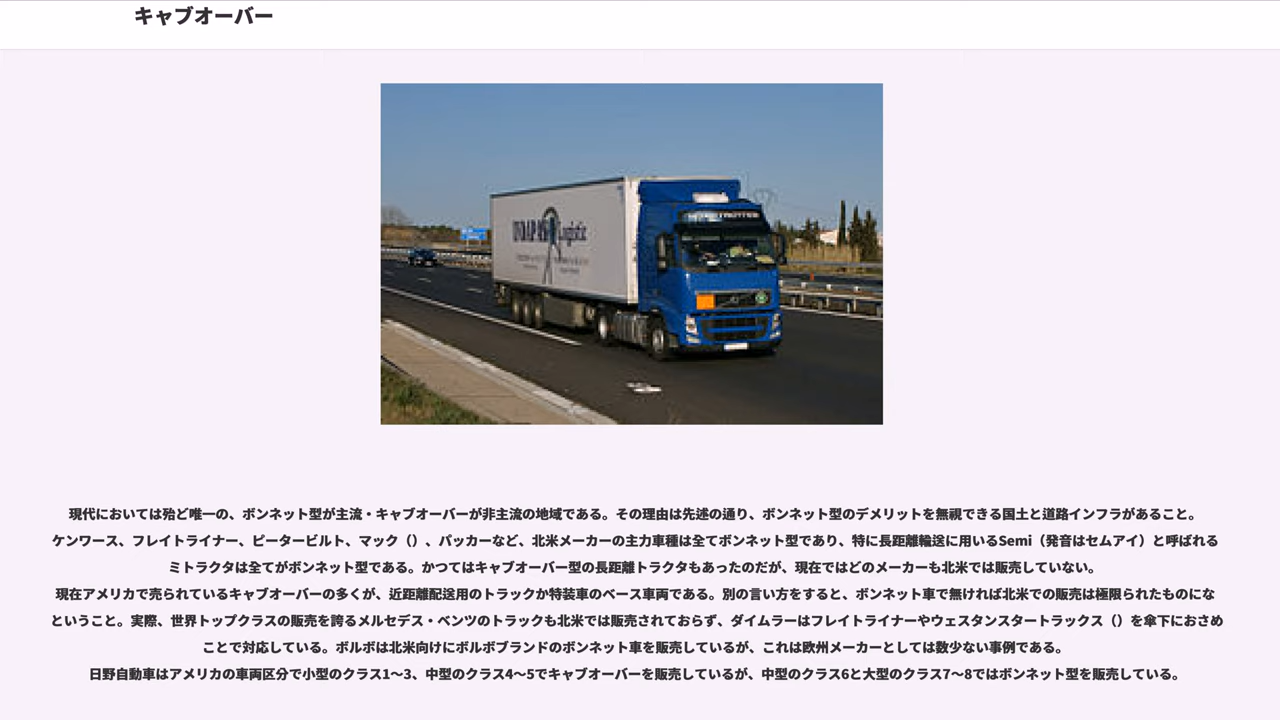 キャブオーバー
Logistic
現代においては殆ど唯一の、ボンネット型が主流・キャブオーバーが非主流の地域である。その理由は先述の通り、ボンネット型のデメリットを無視できる国土と道路インフラがあること。
ケンワース、フレイトライナー、ピータービルト、マック（）、パッカーなど、北米メーカーの主力車種は全てボンネット型であり、特に長距離輸送に用いるSemi（発音はセムアイ）と呼ばれる
ミトラクタは全てがボンネット型である。かつてはキャブオーバー型の長距離トラクタもあったのだが、現在ではどのメーカーも北米では販売していない。
現在アメリカで売られているキャブオーバーの多くが、近距離配送用のトラックか特装車のベース車両である。別の言い方をすると、ボンネット車で無ければ北米での販売は極限られたものにな
ということ。実際、世界トップクラスの販売を誇るメルセデス・ベンツのトラックも北米では販売されておらず、ダイムラーはフレイトライナーやウェスタンスタートラックス（）を傘下におさめ
ことで対応している。ボルボは北米向けにボルボブランドのボンネット車を販売しているが、これは欧州メーカーとしては数少ない事例である。
日野自動車はアメリカの車両区分で小型のクラス1〜3、中型のクラス4〜5でキャブオーバーを販売しているが、中型のクラス6と大型のクラス7〜8ではボンネット型を販売している。